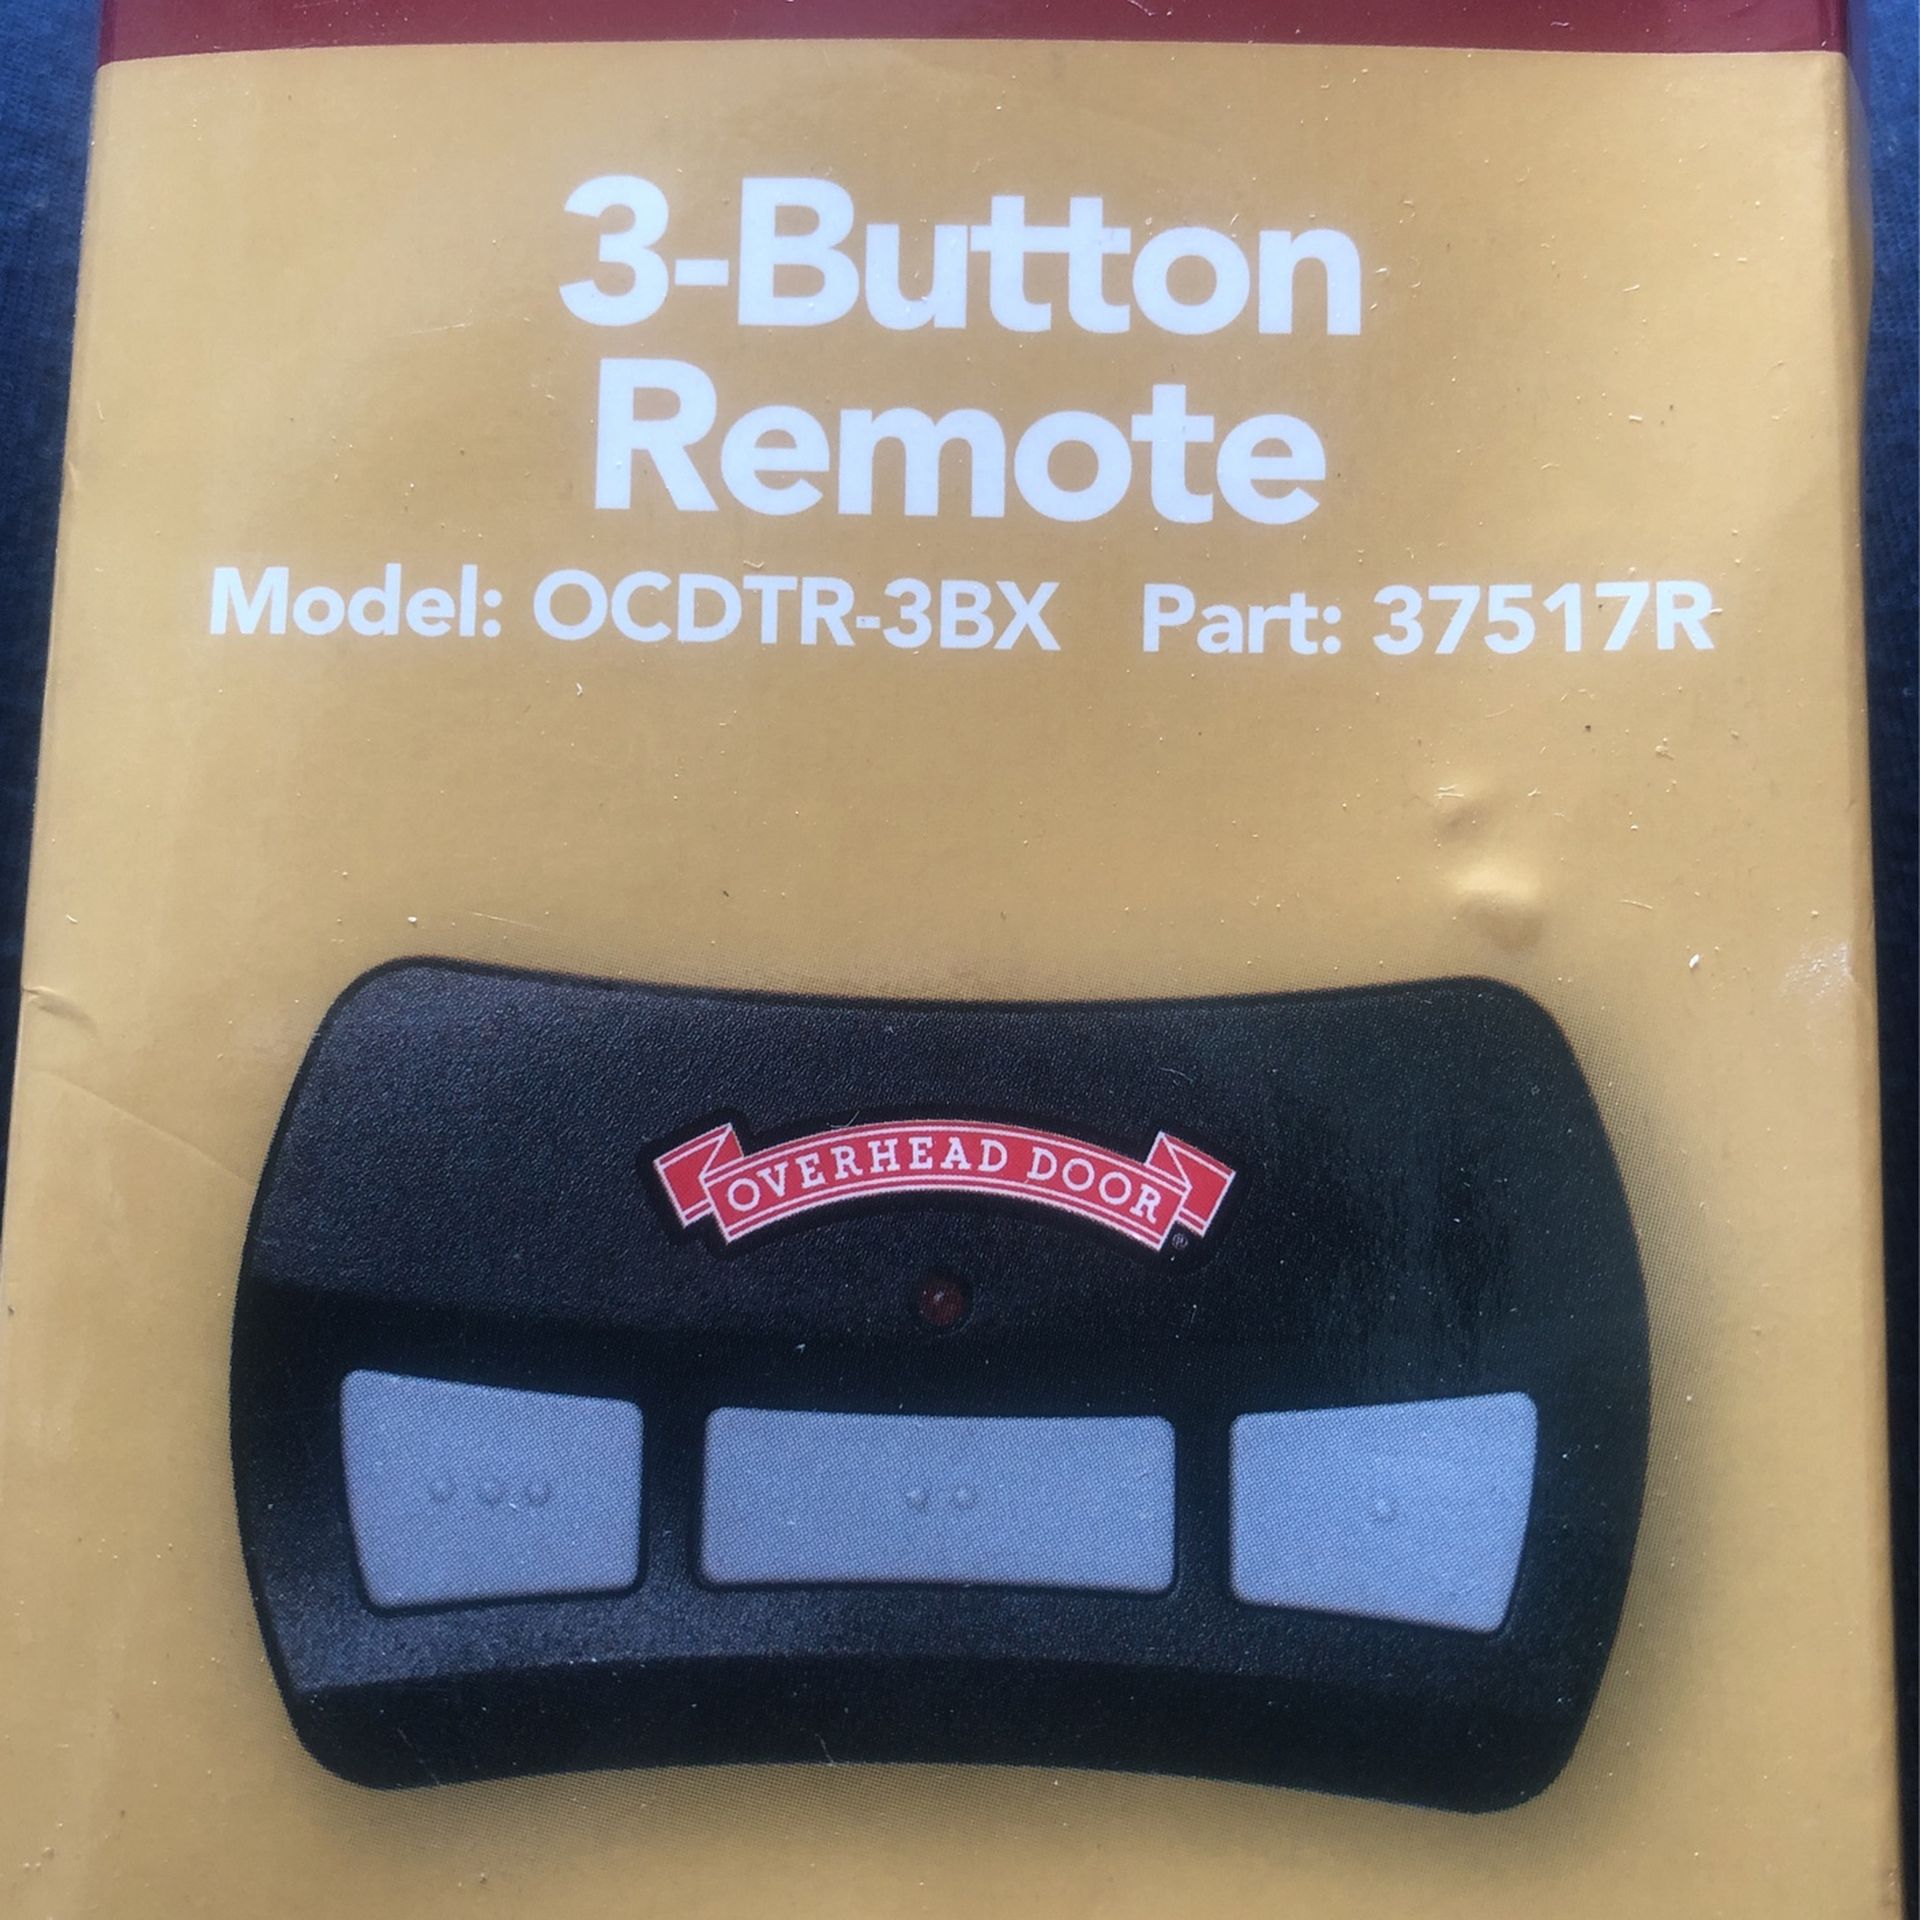 3-Button
Remote
Model: OCDTR-3BX Part: 37517R
OVERHEAD DOOR®